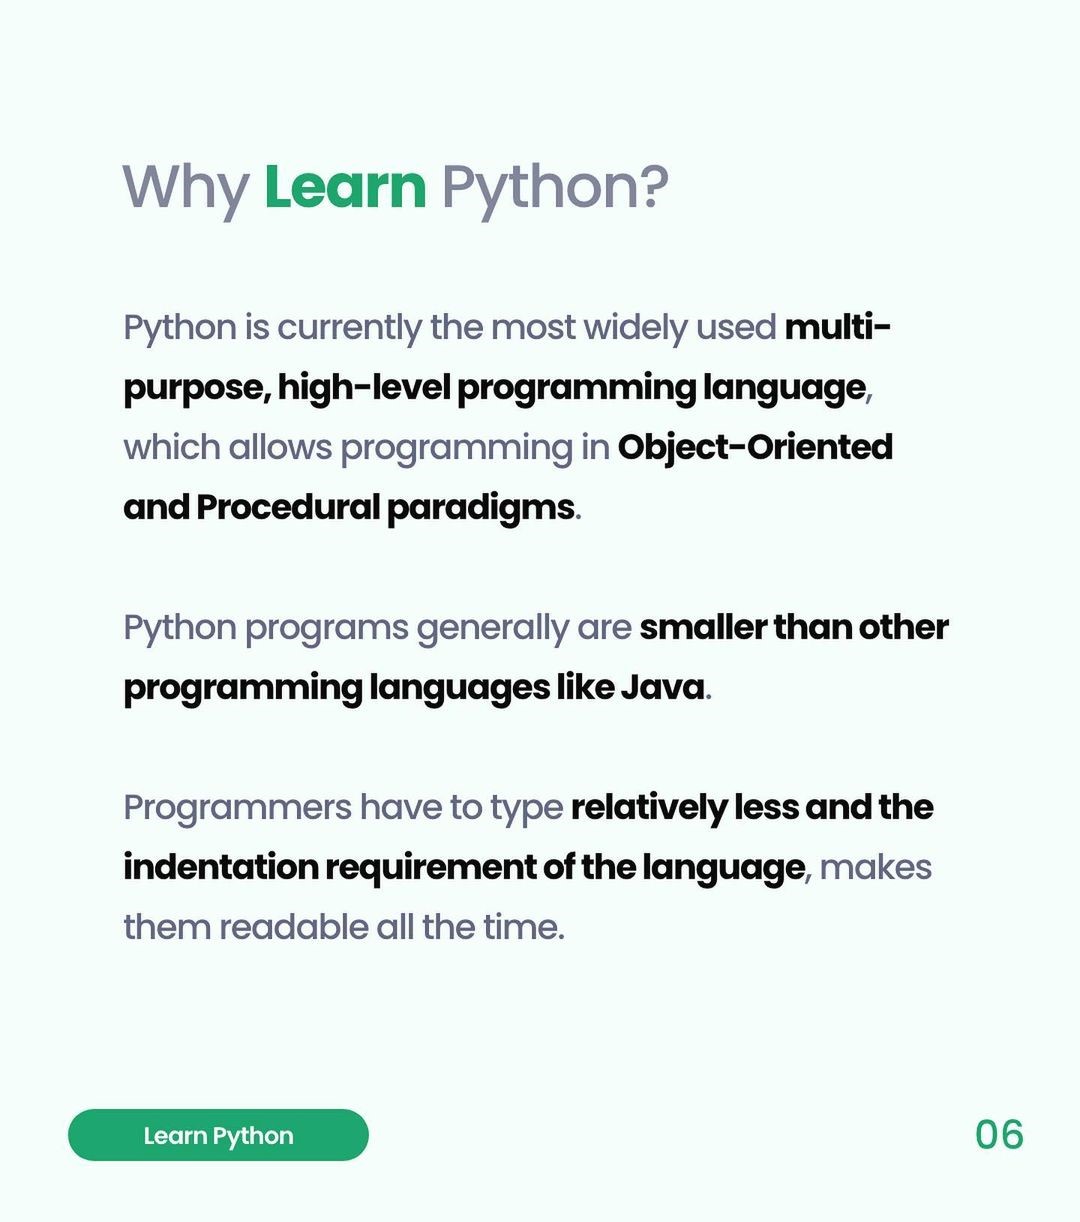 Why Learn Python?
Python is currently the most widely used multi-
purpose, high-level programming language,
which allows programming in Object-Oriented
and Procedural paradigms.
Python programs generally are smaller than other
programming languages like Java.
Programmers have to type relatively less and the
indentation requirement of the language, makes
them readable all the time.
Learn Python
06